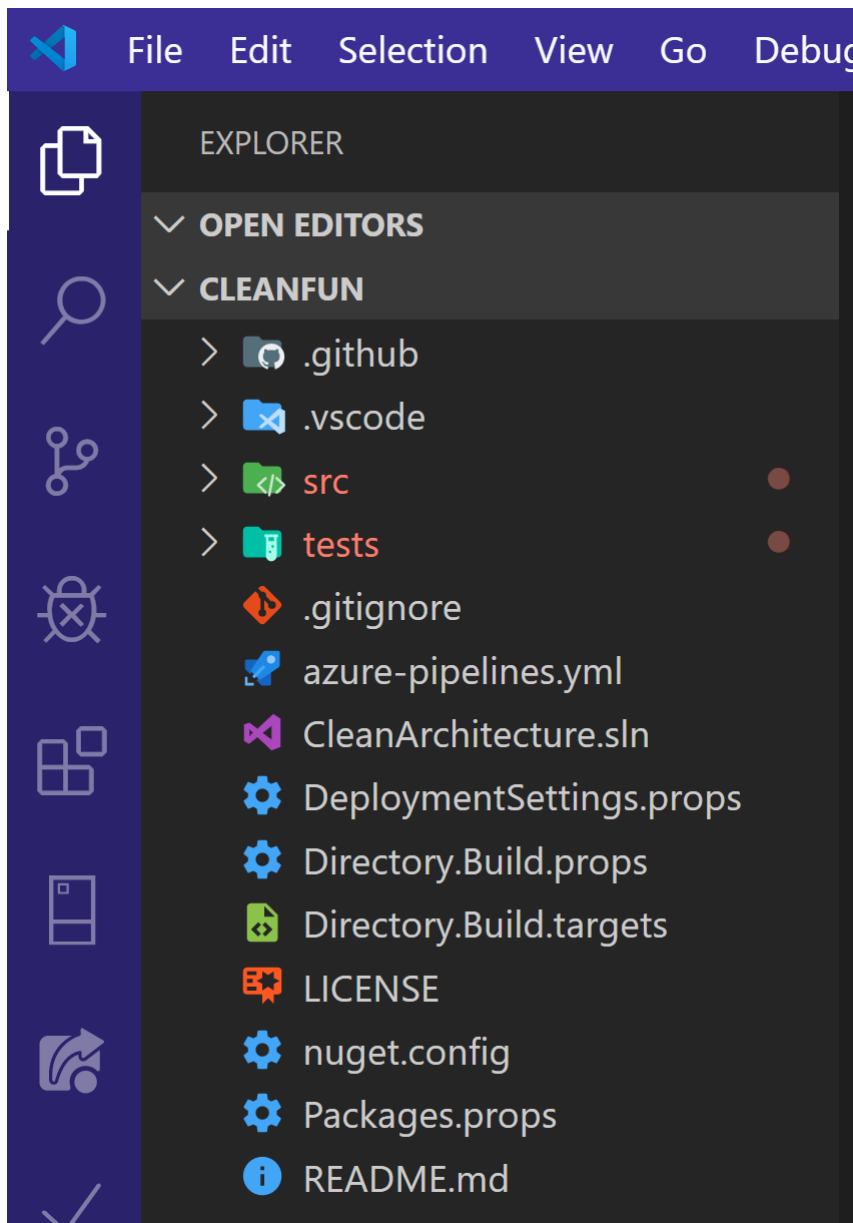 File Edit Selection View Go Debug
EXPLORER
OPEN EDITORS
CLEANFUN
.github
.vscode
src
tests
.gitignore
azure-pipelines.yml
CleanArchitecture.sln
DeploymentSettings.props
Directory.Build.props
Directory.Build.targets
LICENSE
nuget.config
Packages.props
README.md